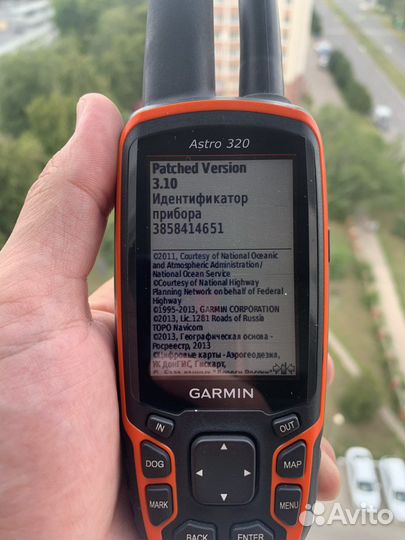 Astro 320
Patched Version
3.10
Идентификатор
прибора
3858414651
©2011, Courtesy of National Oceanic
and Atmospheric Administration/
National Ocean Service
©Courtesy of National Highway
Planning Network on behalf of Federal
Highway
©1995-2013, GARMIN CORPORATION
©2013, Lic.1281 Roads of Russia
TOPO Navicom
©2013, Географическая основа -
Росреестр, 2013
©Цифровые карты - Аэрогеодезия,
УК ДонГИС, Гискарт,
GARMIN
IN
OUT
DOG
MAP
MARK
MENU
BACK
ENTER
Avito